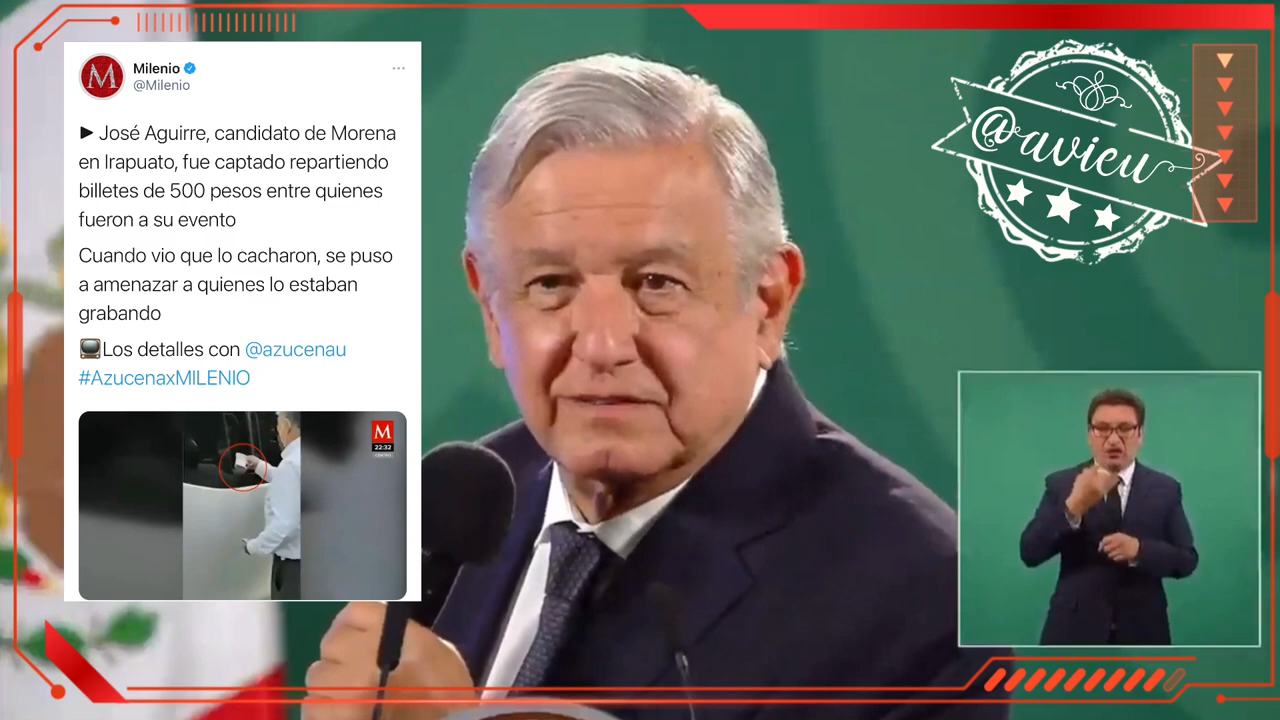 M
Milenio
@Milenio
▶ José Aguirre, candidato de Morena
en Irapuato, fue captado repartiendo
billetes de 500 pesos entre quienes
fueron a su evento
Cuando vio que lo cacharon, se puso
a amenazar a quienes lo estaban
grabando
📺Los detalles con @azucenau
#AzucenaxMILENIO
M
22:32
CENTRO
@avieu